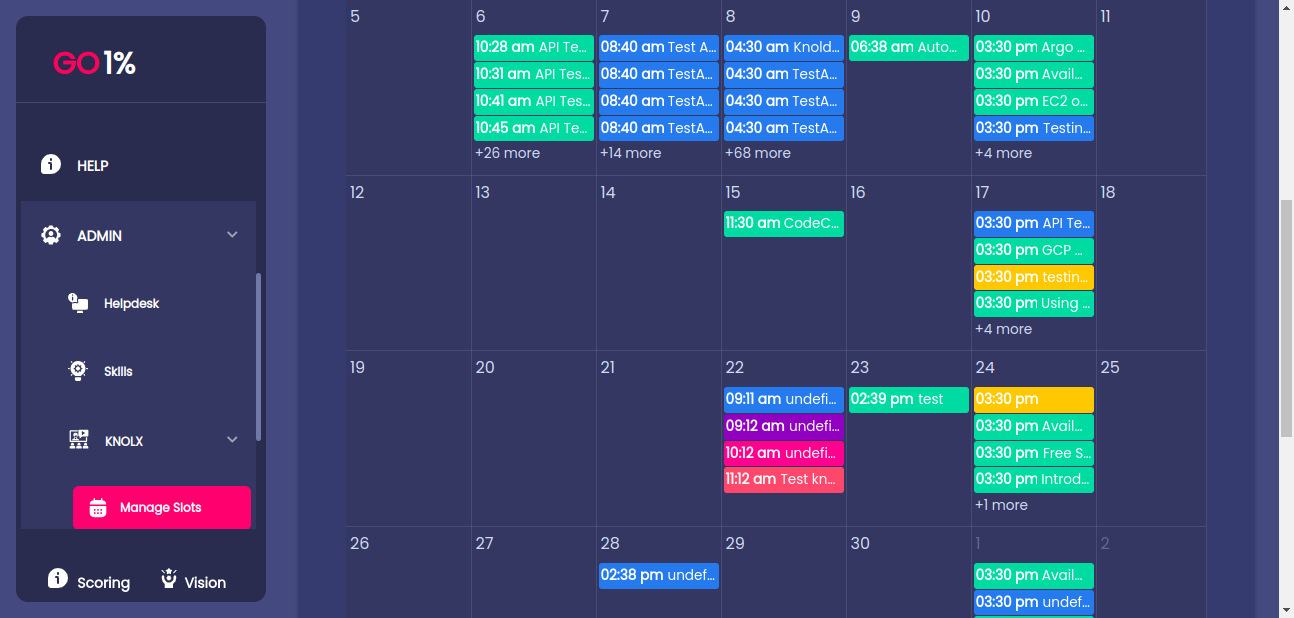 GO 1%
HELP
ADMIN
Helpdesk
Skills
KNOLX
Manage Slots
Scoring
Vision
5
6
10:28 am API Te...
10:31 am API Tes...
10:41 am API Tes...
10:45 am API Te...
+26 more
7
08:40 am Test A...
08:40 am TestA...
08:40 am TestA...
08:40 am TestA...
+14 more
8
04:30 am Knold...
04:30 am TestA...
04:30 am TestA...
04:30 am TestA...
+68 more
9
06:38 am Auto...
10
03:30 pm Argo ...
03:30 pm Avail...
03:30 pm EC2 o...
03:30 pm Testin...
+4 more
11
12
13
14
15
11:30 am CodeC...
16
17
03:30 pm API Te...
03:30 pm GCP ...
03:30 pm testin...
03:30 pm Using ...
+4 more
18
19
20
21
22
09:11 am undefi...
09:12 am undefi...
10:12 am undefi...
11:12 am Test kn...
23
02:39 pm test
24
03:30 pm
03:30 pm Avail...
03:30 pm Free S...
03:30 pm Introd...
+1 more
25
26
27
28
02:38 pm undef...
29
30
1
03:30 pm Avail...
03:30 pm undef...
2